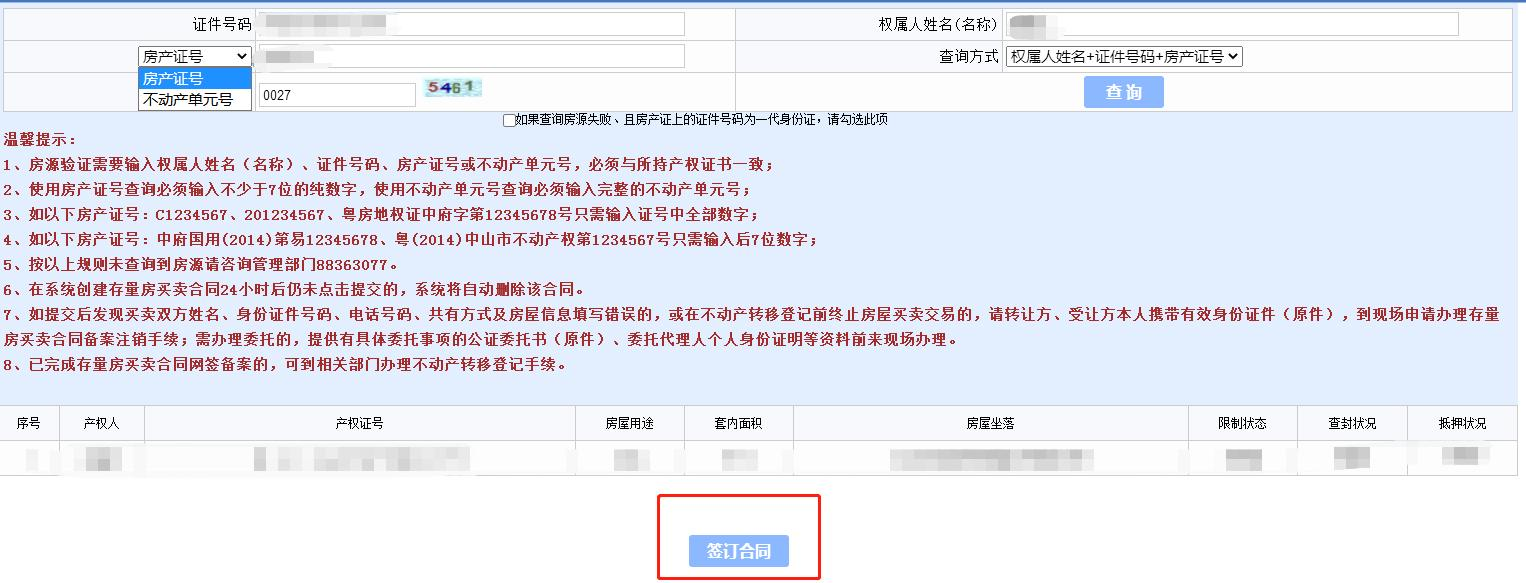 证件号码
权属人姓名(名称)
房产证号
查询方式 权属人姓名+证件号码+房产证号
房产证号
不动产单元号
0027 5461 查询
如果查询房源失败、且房产证上的证件号码为一代身份证，请勾选此项
温馨提示：
1、房源验证需要输入权属人姓名（名称）、证件号码、房产证号或不动产单元号，必须与所持产权证书一致；
2、使用房产证号查询必须输入不少于7位的纯数字，使用不动产单元号查询必须输入完整的不动产单元号；
3、如以下房产证号：C1234567、201234567、粤房地权证中府字第12345678号只需输入证号中全部数字；
4、如以下房产证号：中府国用(2014)第易12345678、粤(2014)中山市不动产权第1234567号只需输入后7位数字；
5、按以上规则未查询到房源请咨询管理部门88363077。
6、在系统创建存量房买卖合同24小时后仍未点击提交的，系统将自动删除该合同。
7、如提交后发现买卖双方姓名、身份证件号码、电话号码、共有方式及房屋信息填写错误的，或在不动产转移登记前终止房屋买卖交易的，请转让方、受让方本人携带有效身份证件（原件），到现场申请办理存量
房买卖合同备案注销手续；需办理委托的，提供有具体委托事项的公证委托书（原件）、委托代理人个人身份证明等资料前来现场办理。
8、已完成存量房买卖合同网签备案的，可到相关部门办理不动产转移登记手续。
序号 产权人 产权证号 房屋用途 套内面积 房屋坐落 限制状态 查封状况 抵押状况
签订合同